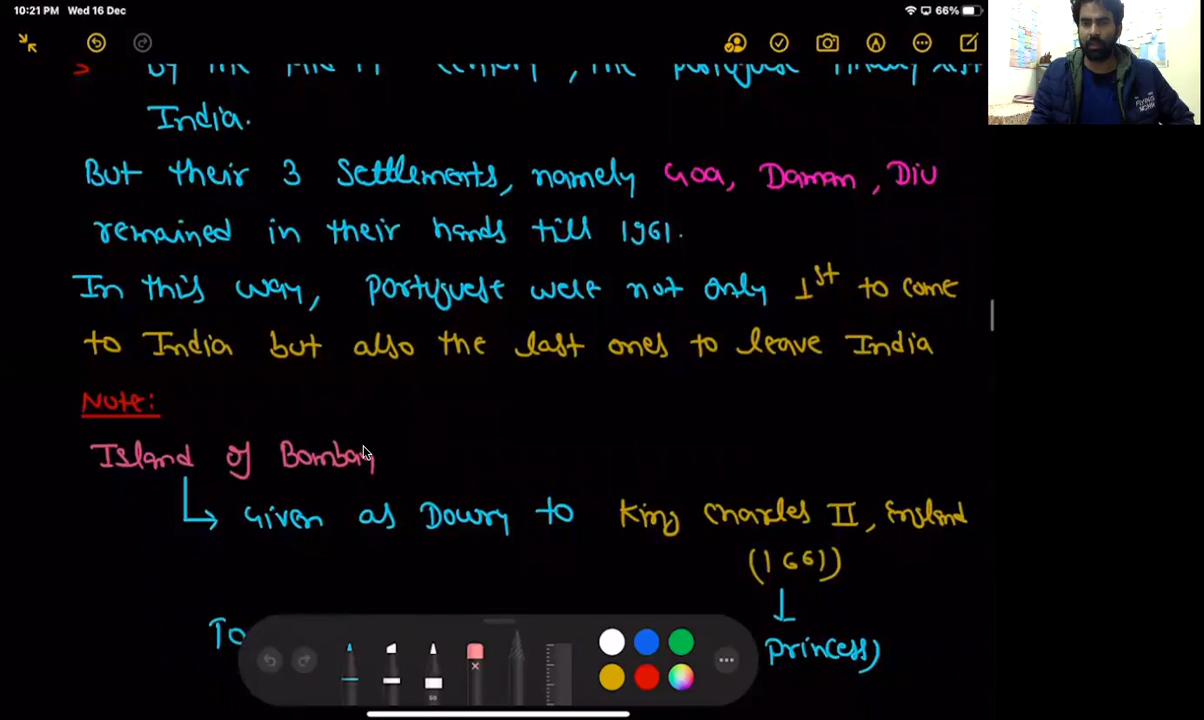 10:21 PM Wed 16 Dec 66%
India.
But their 3 Settlements, namely Goa, Daman, Diu
remained in their hands till 1961.
In this way, Portuguese were not only 1st to come
to India but also the last ones to leave India
Note:
Island of Bombay
Given as Dowry to King Charles II, England
(1661)
To
princess)